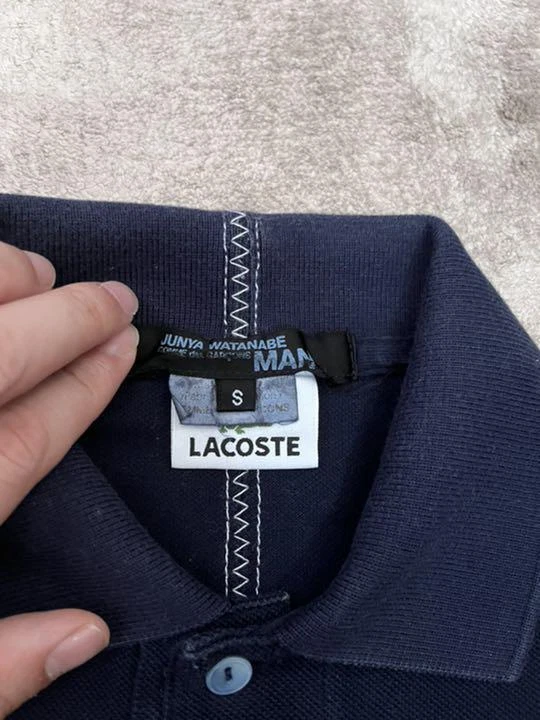 JUNYA WATANABE
COMME des GARÇONS
MAN
S
LACOSTE